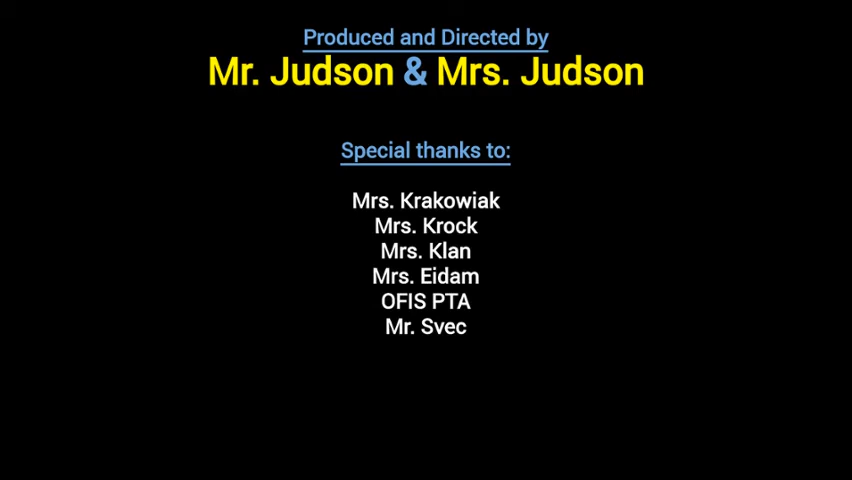 Produced and Directed by
Mr. Judson & Mrs. Judson
Special thanks to:
Mrs. Krakowiak
Mrs. Krock
Mrs. Klan
Mrs. Eidam
OFIS PTA
Mr. Svec